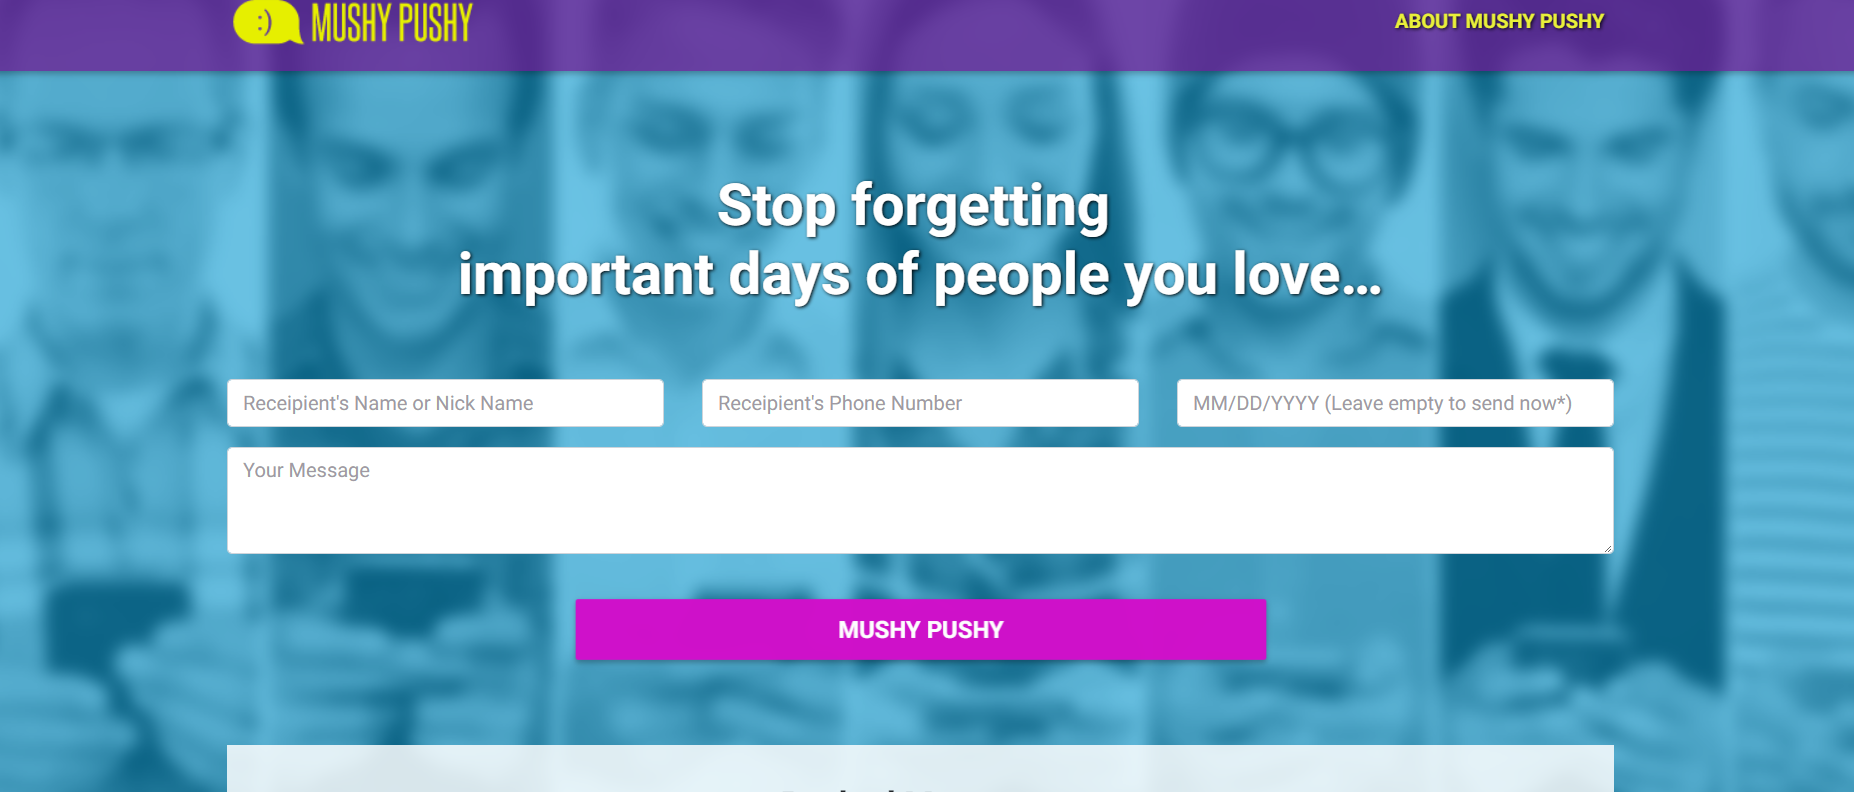 :) MUSHY PUSHY
ABOUT MUSHY PUSHY
Stop forgetting
important days of people you love...
Receipient's Name or Nick Name
Receipient's Phone Number
MM/DD/YYYY (Leave empty to send now*)
Your Message
MUSHY PUSHY